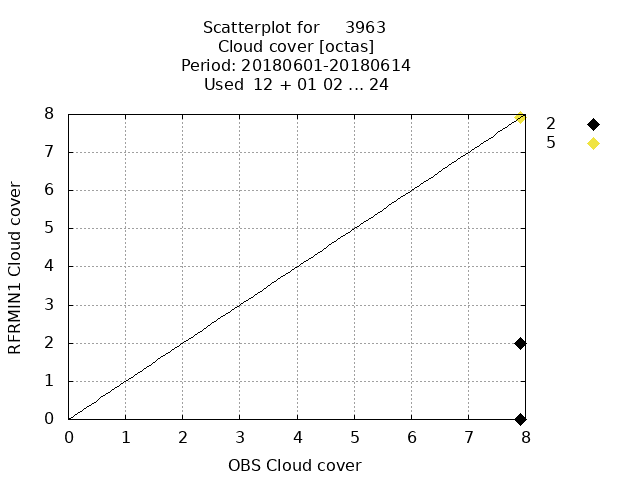 Scatterplot for 3963
Cloud cover [octas]
Period: 20180601-20180614
Used 12 + 01 02 ... 24
8
7
6
5
4
3
2
1
0
0 1 2 3 4 5 6 7 8
RFRMIN1 Cloud cover
OBS Cloud cover
2
5